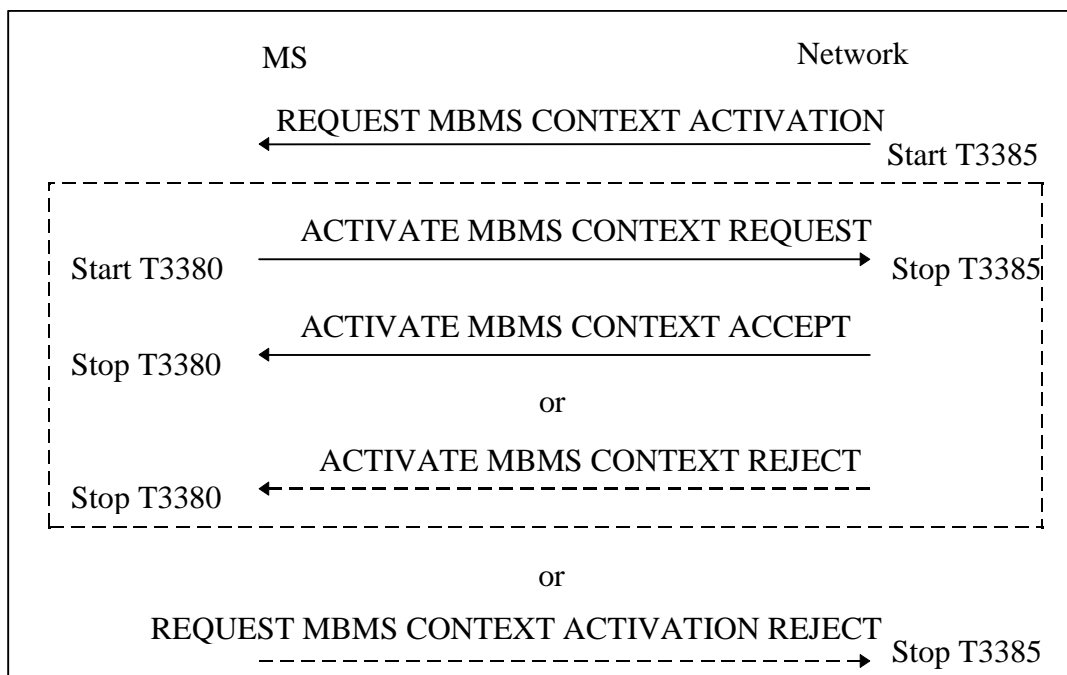 MS Network
REQUEST MBMS CONTEXT ACTIVATION
Start T3385
ACTIVATE MBMS CONTEXT REQUEST
Start T3380 Stop T3385
ACTIVATE MBMS CONTEXT ACCEPT
Stop T3380
or
ACTIVATE MBMS CONTEXT REJECT
Stop T3380
or
REQUEST MBMS CONTEXT ACTIVATION REJECT
Stop T3385